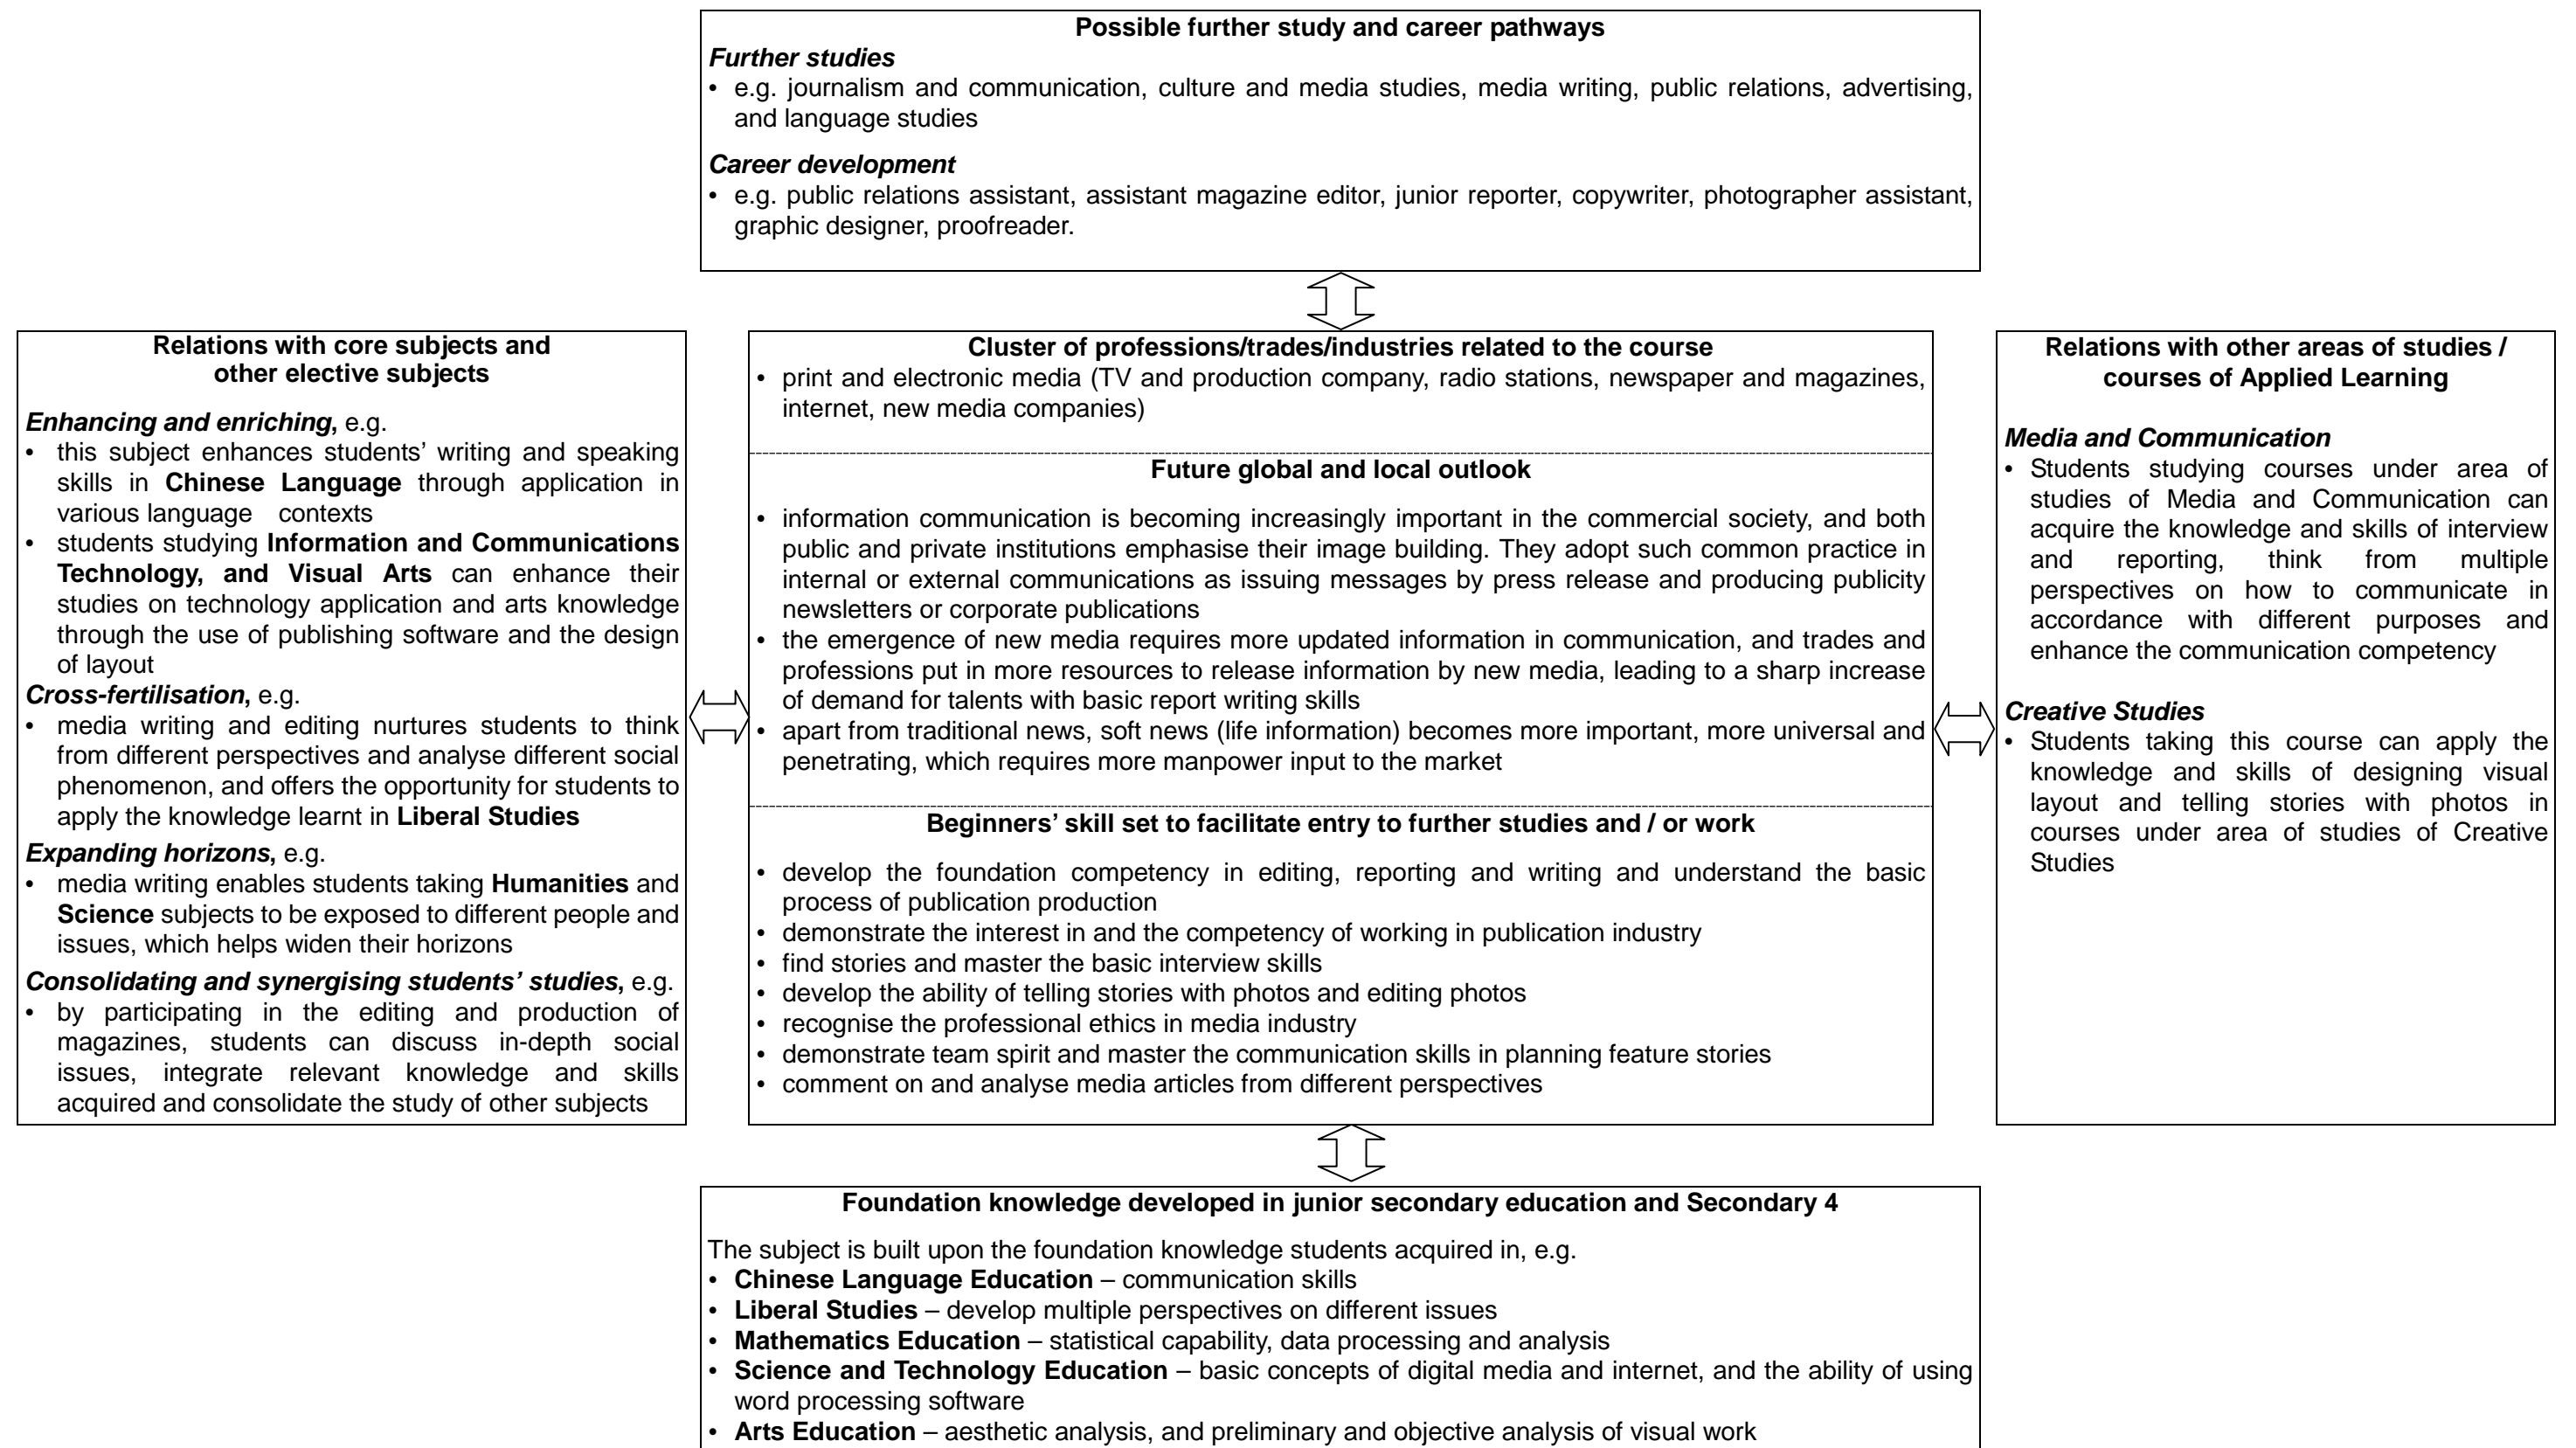 Possible further study and career pathways
Further studies
• e.g. journalism and communication, culture and media studies, media writing, public relations, advertising,
and language studies
Career development
• e.g. public relations assistant, assistant magazine editor, junior reporter, copywriter, photographer assistant,
graphic designer, proofreader.
Relations with core subjects and
other elective subjects
Enhancing and enriching, e.g.
• this subject enhances students’ writing and speaking
skills in Chinese Language through application in
various language contexts
• students studying Information and Communications
Technology, and Visual Arts can enhance their
studies on technology application and arts knowledge
through the use of publishing software and the design
of layout
Cross-fertilisation, e.g.
• media writing and editing nurtures students to think
from different perspectives and analyse different social
phenomenon, and offers the opportunity for students to
apply the knowledge learnt in Liberal Studies
Expanding horizons, e.g.
• media writing enables students taking Humanities and
Science subjects to be exposed to different people and
issues, which helps widen their horizons
Consolidating and synergising students’ studies, e.g.
• by participating in the editing and production of
magazines, students can discuss in-depth social
issues, integrate relevant knowledge and skills
acquired and consolidate the study of other subjects
Cluster of professions/trades/industries related to the course
• print and electronic media (TV and production company, radio stations, newspaper and magazines,
internet, new media companies)
Future global and local outlook
• information communication is becoming increasingly important in the commercial society, and both
public and private institutions emphasise their image building. They adopt such common practice in
internal or external communications as issuing messages by press release and producing publicity
newsletters or corporate publications
• the emergence of new media requires more updated information in communication, and trades and
professions put in more resources to release information by new media, leading to a sharp increase
of demand for talents with basic report writing skills
• apart from traditional news, soft news (life information) becomes more important, more universal and
penetrating, which requires more manpower input to the market
Beginners’ skill set to facilitate entry to further studies and / or work
• develop the foundation competency in editing, reporting and writing and understand the basic
process of publication production
• demonstrate the interest in and the competency of working in publication industry
• find stories and master the basic interview skills
• develop the ability of telling stories with photos and editing photos
• recognise the professional ethics in media industry
• demonstrate team spirit and master the communication skills in planning feature stories
• comment on and analyse media articles from different perspectives
Relations with other areas of studies /
courses of Applied Learning
Media and Communication
• Students studying courses under area of
studies of Media and Communication can
acquire the knowledge and skills of interview
and reporting, think from multiple
perspectives on how to communicate in
accordance with different purposes and
enhance the communication competency
Creative Studies
• Students taking this course can apply the
knowledge and skills of designing visual
layout and telling stories with photos in
courses under area of studies of Creative
Studies
Foundation knowledge developed in junior secondary education and Secondary 4
The subject is built upon the foundation knowledge students acquired in, e.g.
• Chinese Language Education – communication skills
• Liberal Studies – develop multiple perspectives on different issues
• Mathematics Education – statistical capability, data processing and analysis
• Science and Technology Education – basic concepts of digital media and internet, and the ability of using
word processing software
• Arts Education – aesthetic analysis, and preliminary and objective analysis of visual work